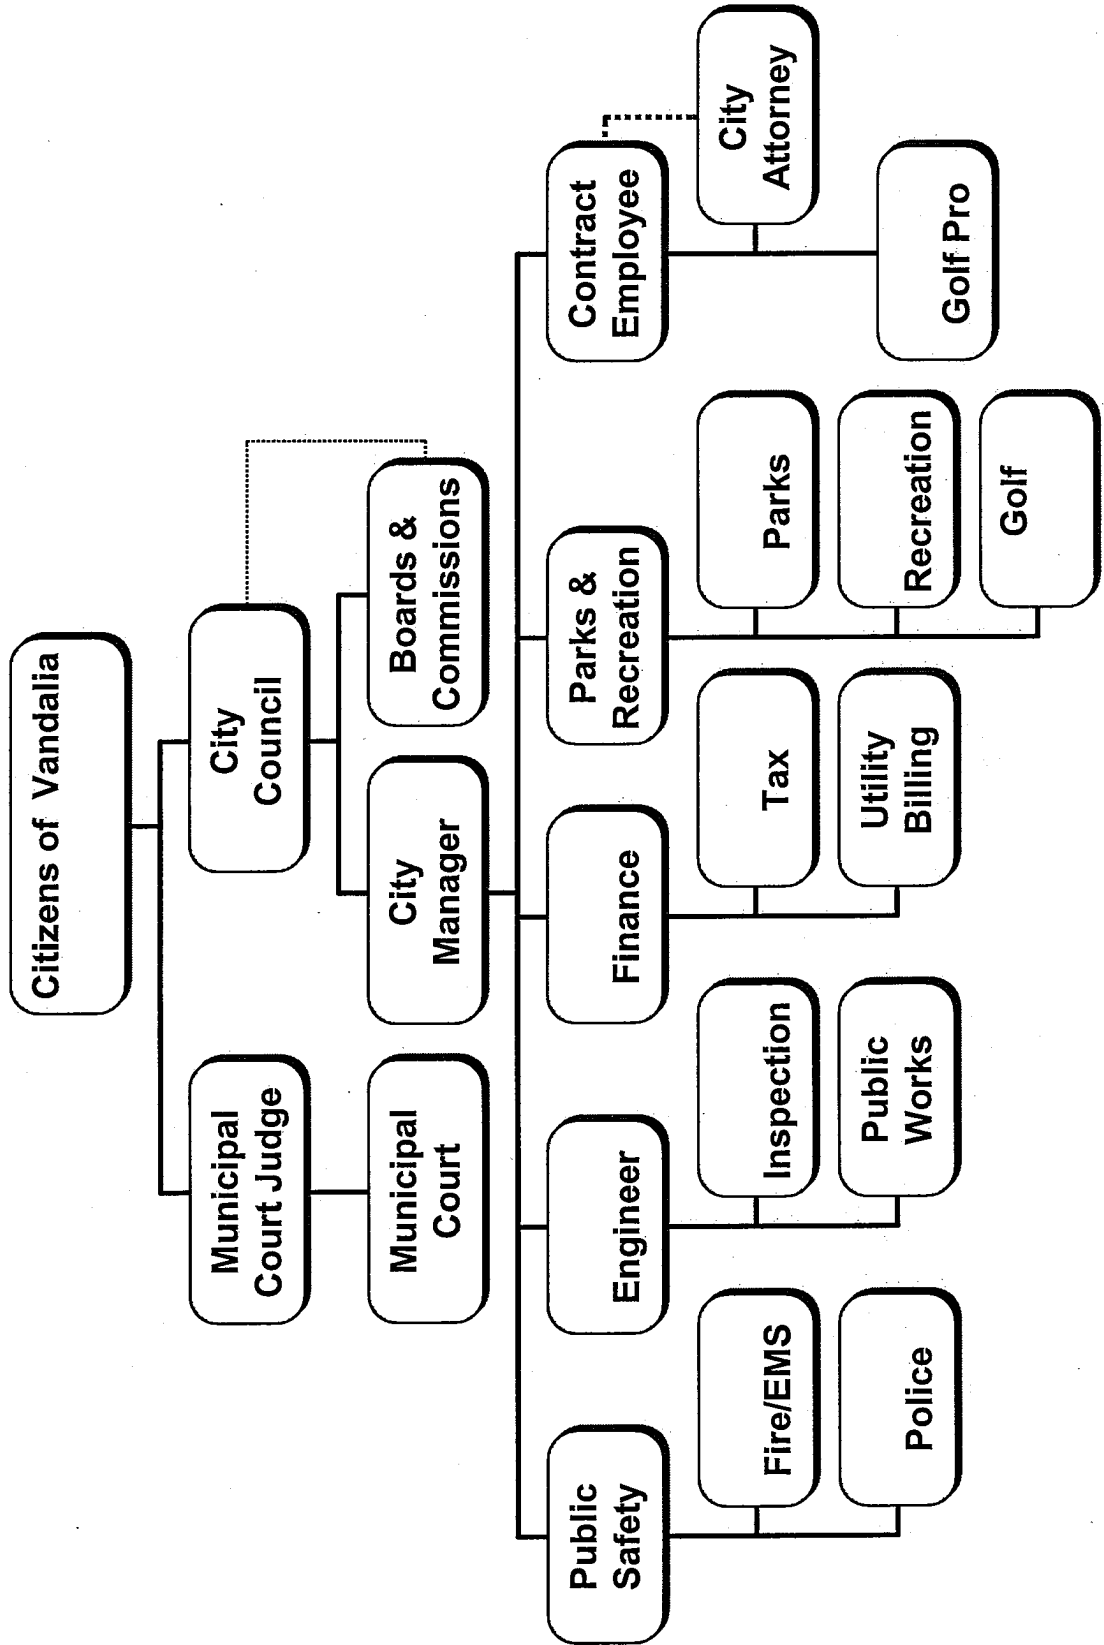 Citizens of Vandalia
Municipal
Court Judge
City
Council
Municipal
Court
City
Manager
Boards &
Commissions
Public
Safety
Engineer
Finance
Parks &
Recreation
Contract
Employee
Fire/EMS
Inspection
Tax
Parks
City
Attorney
Police
Public
Works
Utility
Billing
Recreation
Golf Pro
Golf